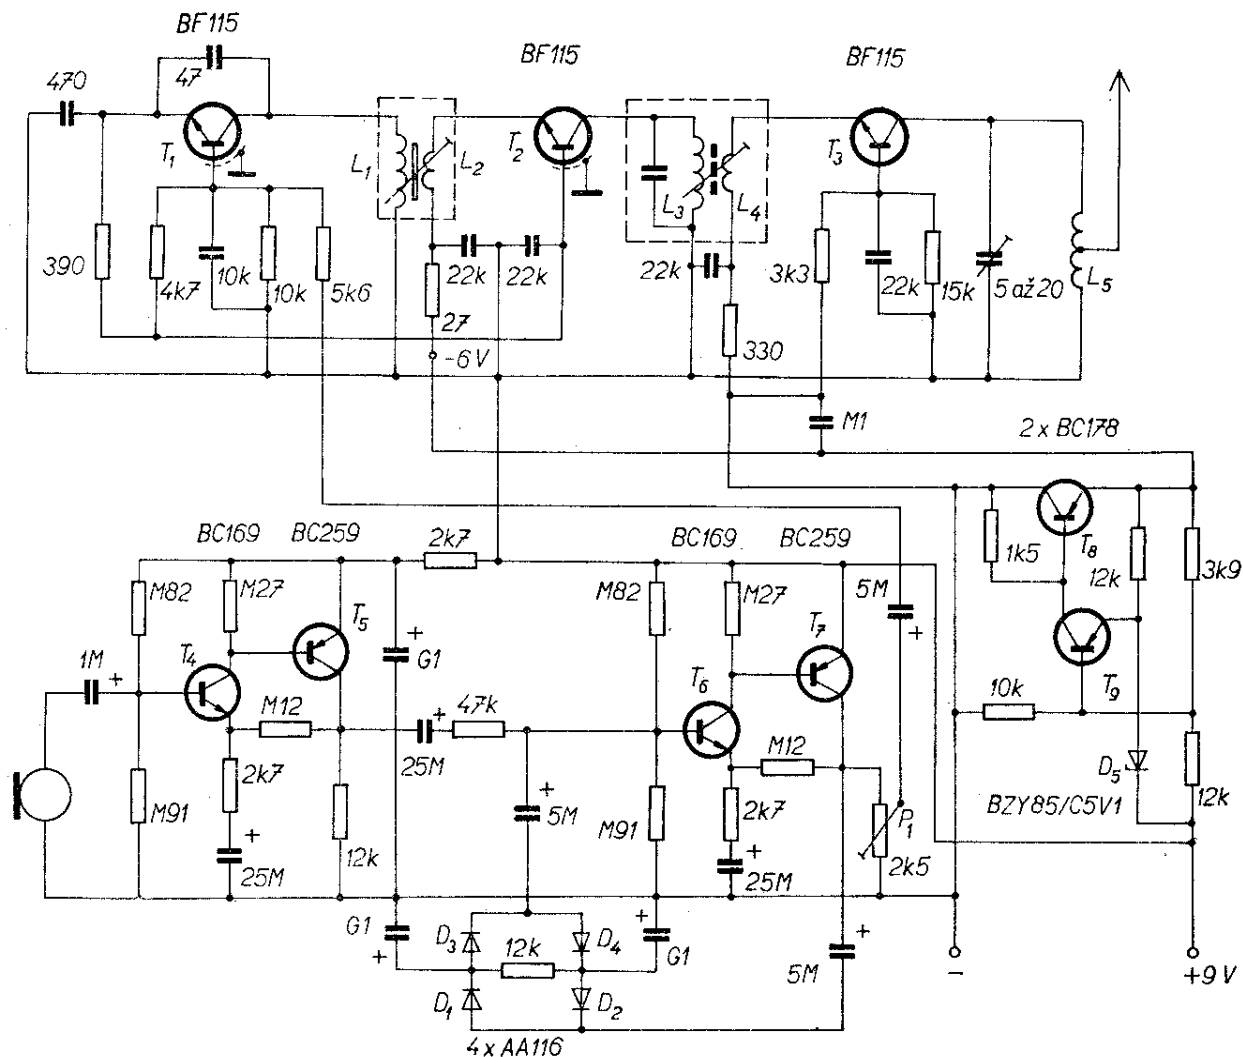 BF115
BF115
BF115
470
47
T1
L1
L2
T2
L3
L4
T3
390
4k7
10k
10k
5k6
22k
22k
27
-6V
22k
330
3k3
22k
15k
5až20
L5
M1
2 x BC178
BC169
BC259
2k7
BC169
BC259
M82
M27
T5
G1
M82
M27
T7
5M
+
1k5
T8
12k
3k9
1M
+
T4
M12
+
47k
25M
T6
M12
10k
T9
M91
2k7
+
25M
12k
+
5M
M91
2k7
+
25M
P1
2k5
D5
BZY85/C5V1
12k
G1
+
D3
12k
D4
+
G1
+
5M
D1
D2
4 x AA116
-
+9V
+